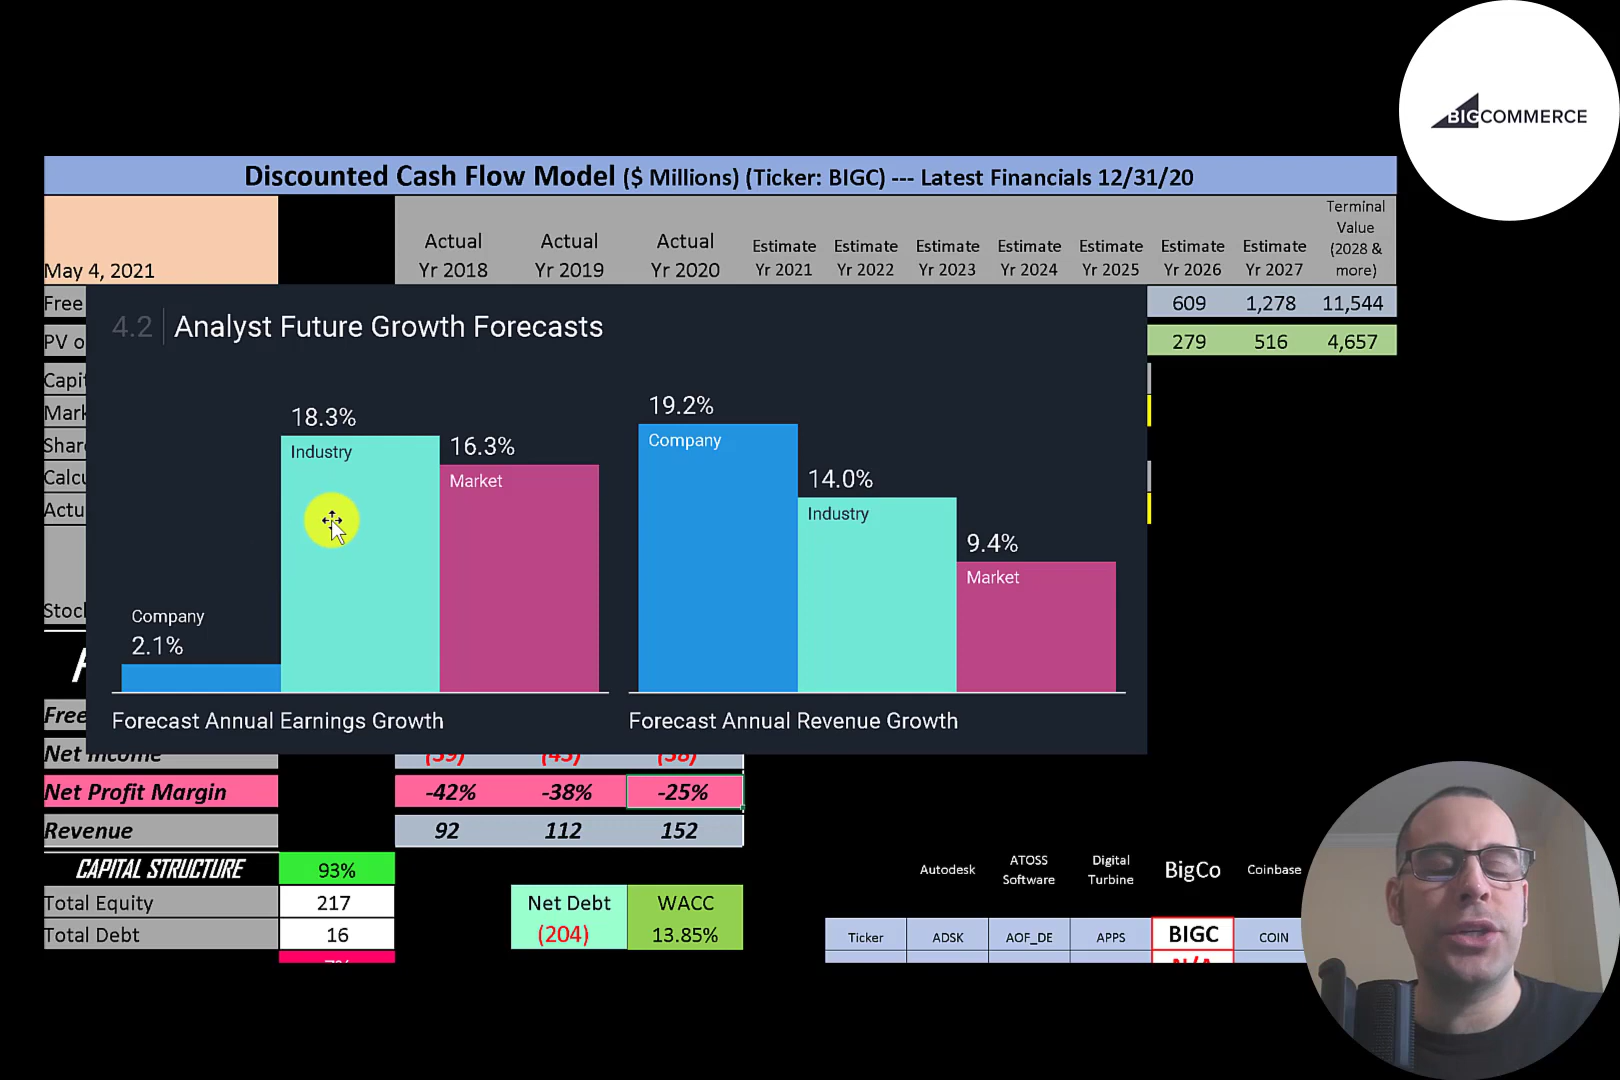 BIGCOMMERCE
Discounted Cash Flow Model ($ Millions) (Ticker: BIGC) --- Latest Financials 12/31/20
May 4, 2021
Actual Yr 2018
Actual Yr 2019
Actual Yr 2020
Estimate Yr 2021
Estimate Yr 2022
Estimate Yr 2023
Estimate Yr 2024
Estimate Yr 2025
Estimate Yr 2026
Estimate Yr 2027
Terminal Value (2028 & more)
Free 609 1,278 11,544
PV 279 516 4,657
4.2 Analyst Future Growth Forecasts
18.3%
Industry
16.3%
Market
Company
2.1%
Forecast Annual Earnings Growth
19.2%
Company
14.0%
Industry
9.4%
Market
Forecast Annual Revenue Growth
Net Income
Net Profit Margin -42% -38% -25%
Revenue 92 112 152
CAPITAL STRUCTURE 93%
Total Equity 217
Total Debt 16
Net Debt WACC
(204) 13.85%
Autodesk
ATOSS Software
Digital Turbine
BigCo
Coinbase
Ticker ADSK AOF_DE APPS BIGC COIN